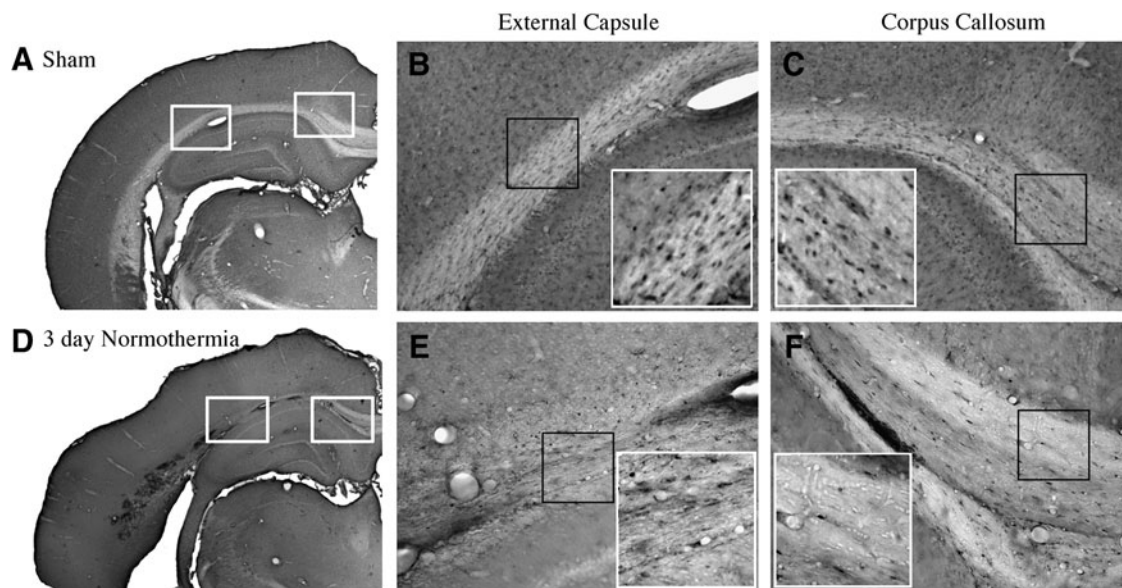 External Capsule
Corpus Callosum
A Sham
B
C
D 3 day Normothermia
E
F